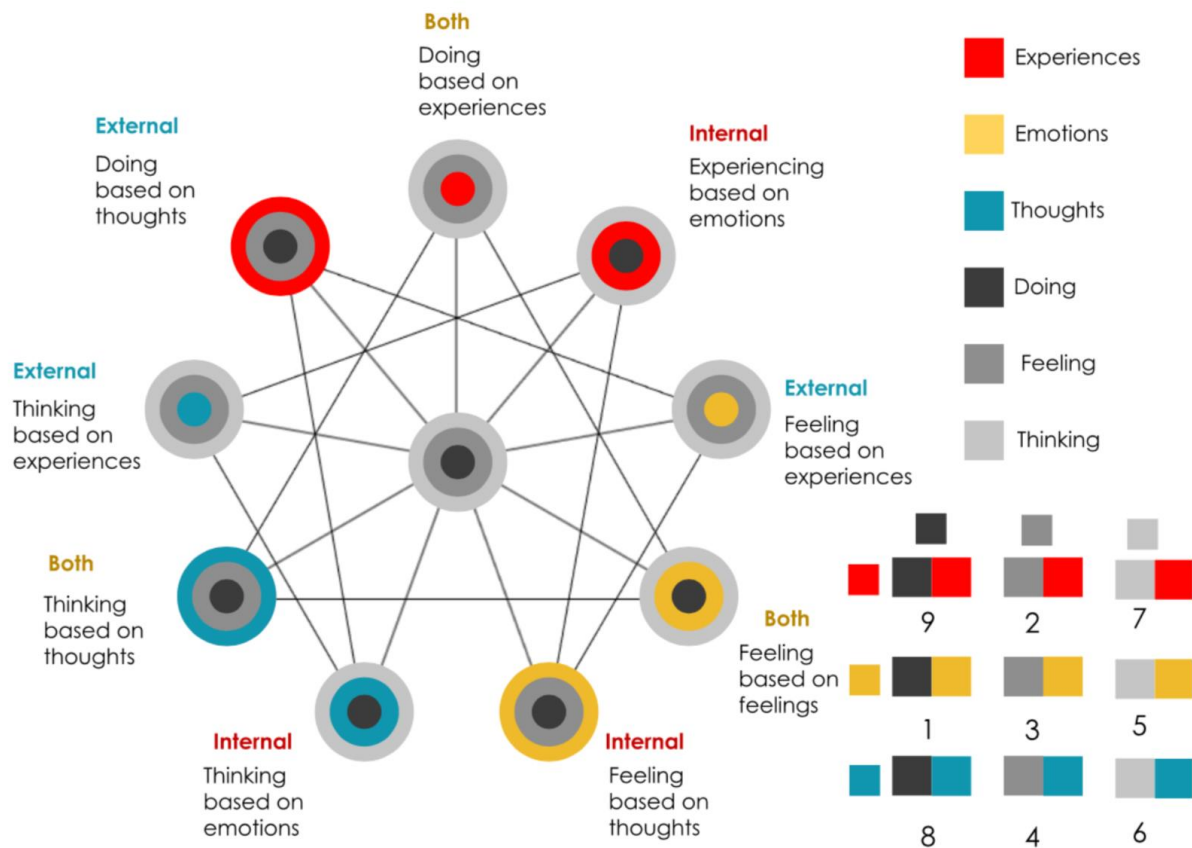 Both
Doing
based on
experiences
External
Doing
based on
thoughts
Internal
Experiencing
based on
emotions
External
Thinking
based on
experiences
External
Feeling
based on
experiences
Both
Thinking
based on
thoughts
Both
Feeling
based on
feelings
Internal
Thinking
based on
emotions
Internal
Feeling
based on
thoughts
Experiences
Emotions
Thoughts
Doing
Feeling
Thinking
9 2 7
1 3 5
8 4 6